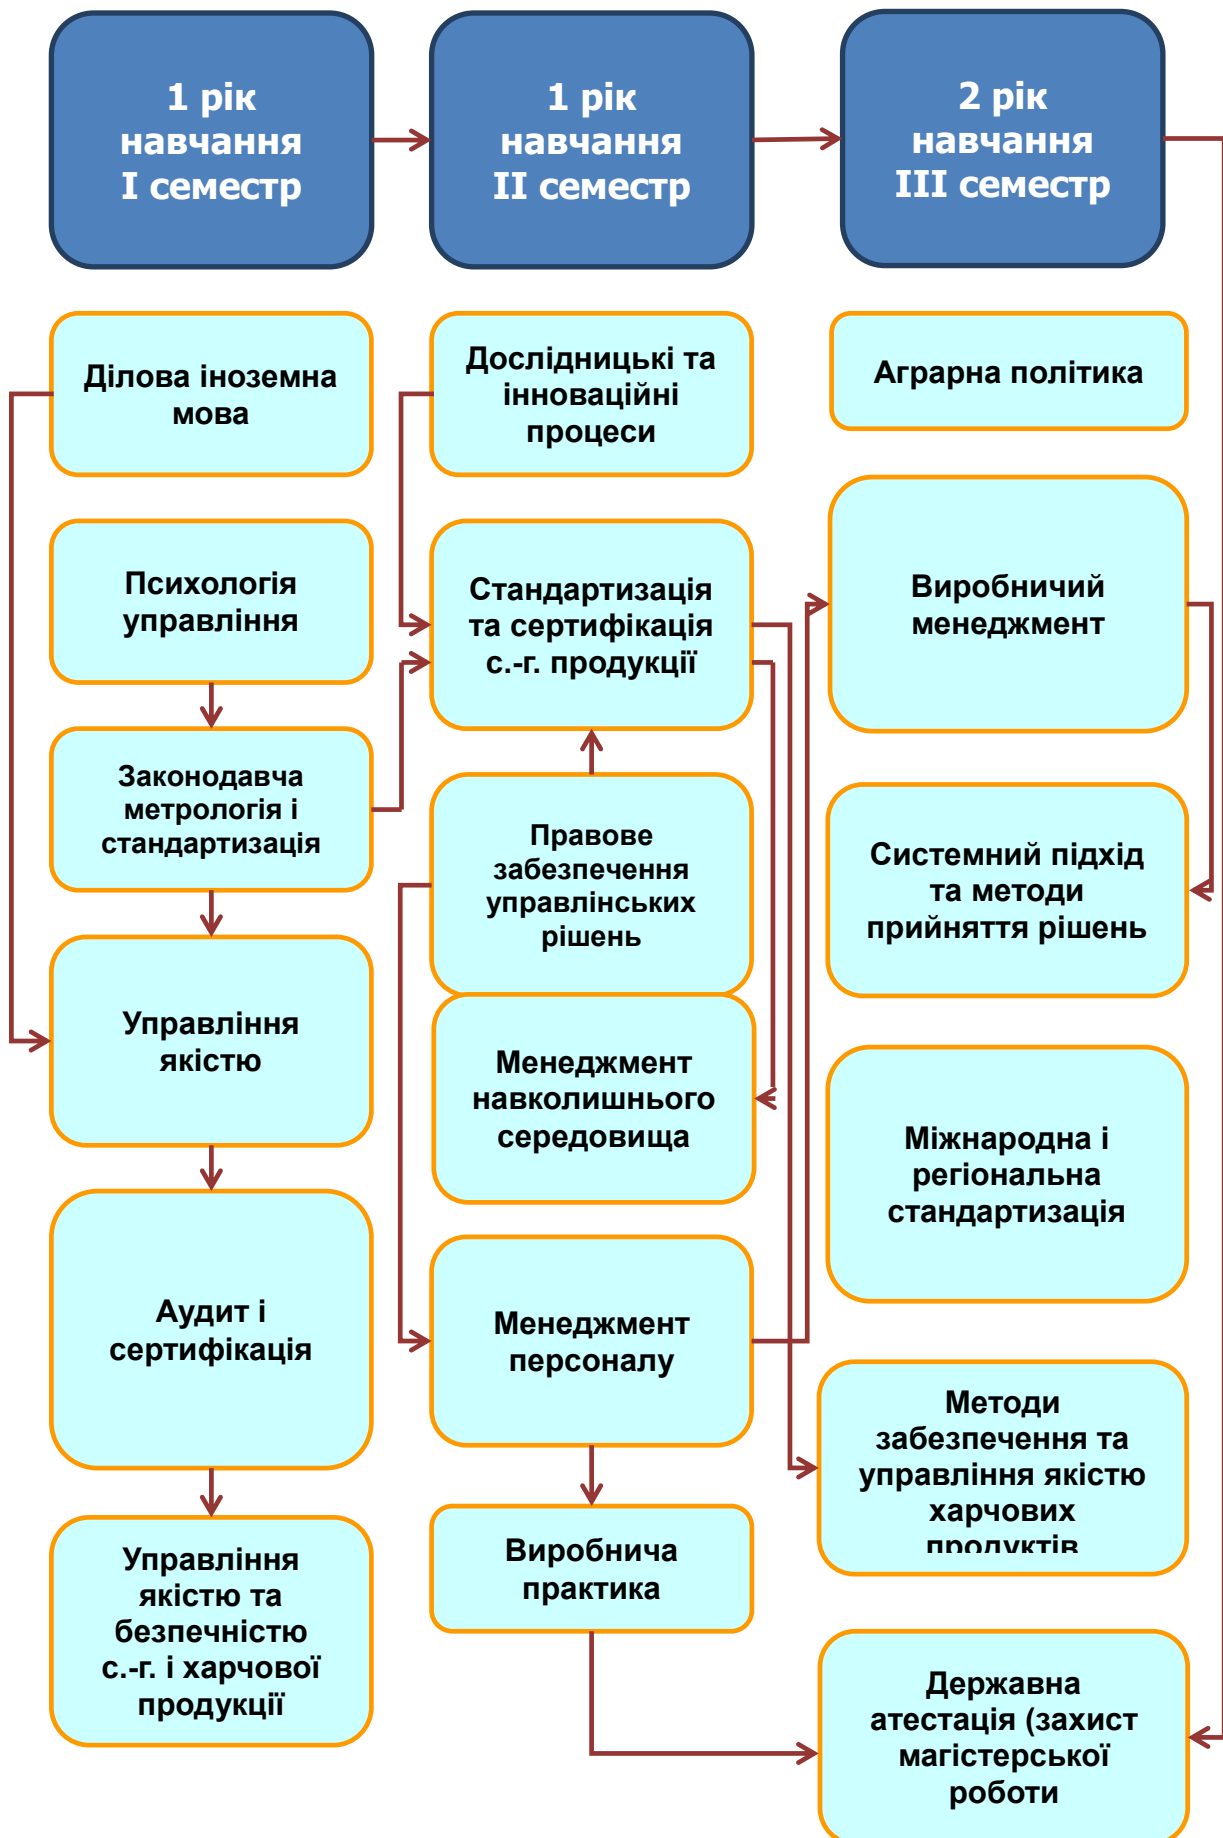 1 рік
навчання
I семестр
1 рік
навчання
II семестр
2 рік
навчання
III семестр
Ділова іноземна
мова
Психологія
управління
Законодавча
метрологія і
стандартизація
Управління
якістю
Аудит і
сертифікація
Управління
якістю та
безпечністю
с.-г. і харчової
продукції
Дослідницькі та
інноваційні
процеси
Стандартизація
та сертифікація
с.-г. продукції
Правове
забезпечення
управлінських
рішень
Менеджмент
навколишнього
середовища
Менеджмент
персоналу
Виробнича
практика
Аграрна політика
Виробничий
менеджмент
Системний підхід
та методи
прийняття рішень
Міжнародна і
регіональна
стандартизація
Методи
забезпечення та
управління якістю
харчових
продуктів
Державна
атестація (захист
магістерської
роботи